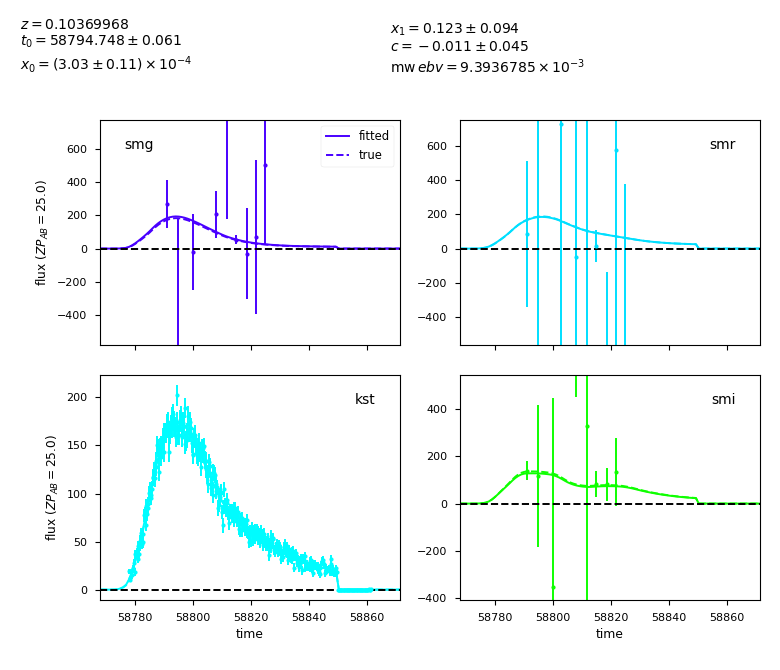 z = 0.10369968
t₀ = 58794.748 ± 0.061
x₀ = (3.03 ± 0.11) × 10⁻⁴
x₁ = 0.123 ± 0.094
c = −0.011 ± 0.045
mw ebv = 9.3936785 × 10⁻³
smg
fitted
true
600
400
200
0
−200
−400
flux (ZP_AB = 25.0)
smr
600
400
200
0
−200
−400
kst
200
150
100
50
0
flux (ZP_AB = 25.0)
58780 58800 58820 58840 58860
time
smi
400
200
0
−200
−400
58780 58800 58820 58840 58860
time